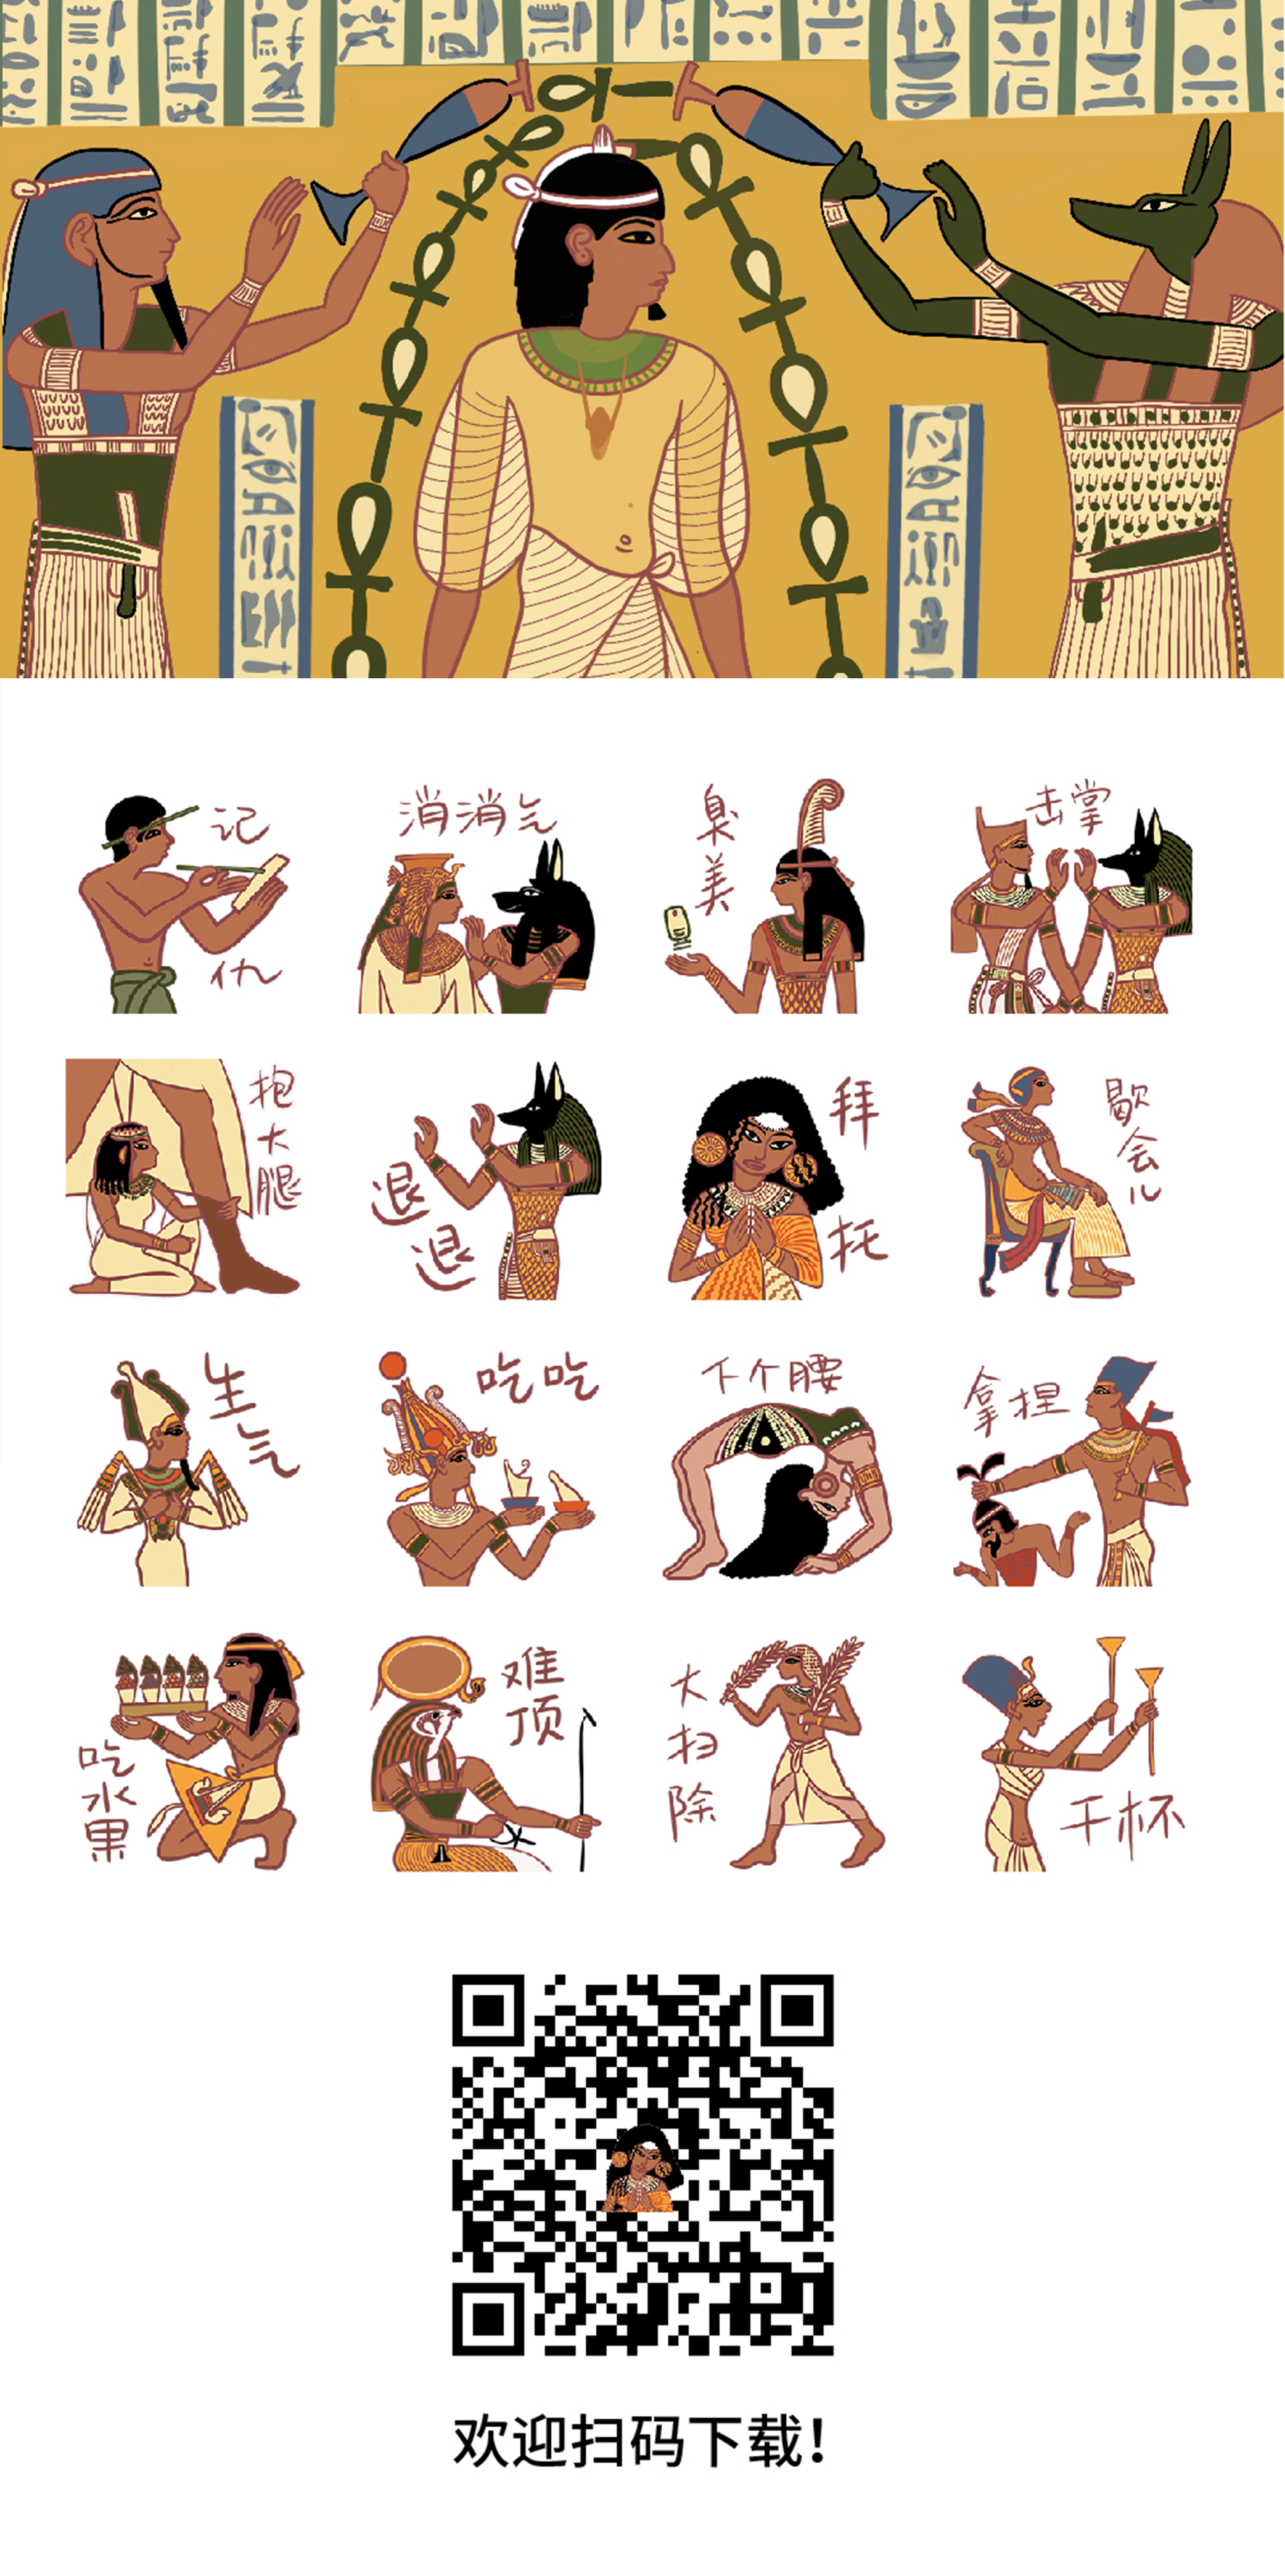 记仇
消消气
臭美
击掌
抱大腿
退退
拜托
歇会儿
生气
吃吃
下个腰
拿捏
吃水果
难顶
大扫除
干杯
欢迎扫码下载！